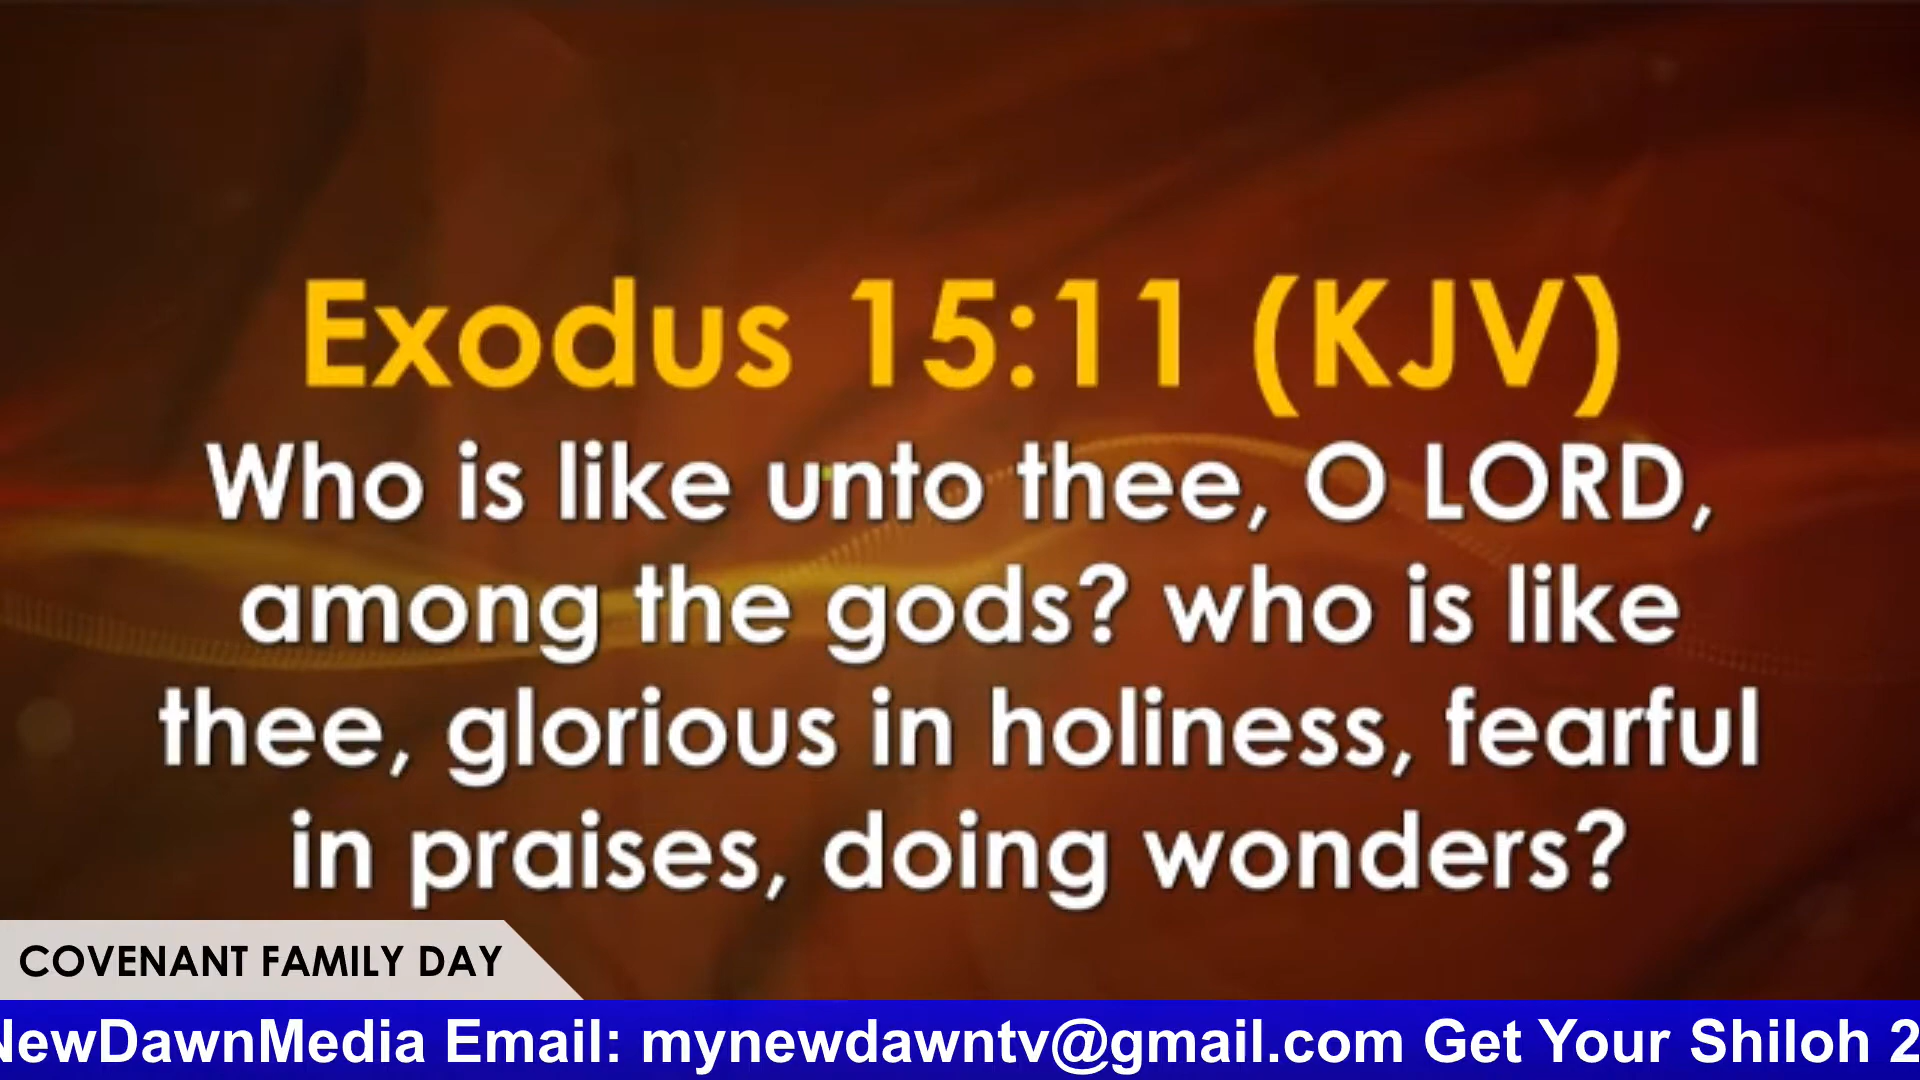 Exodus 15:11 (KJV)
Who is like unto thee, O LORD,
among the gods? who is like
thee, glorious in holiness, fearful
in praises, doing wonders?
COVENANT FAMILY DAY
NewDawnMedia Email: mynewdawntv@gmail.com Get Your Shiloh 2